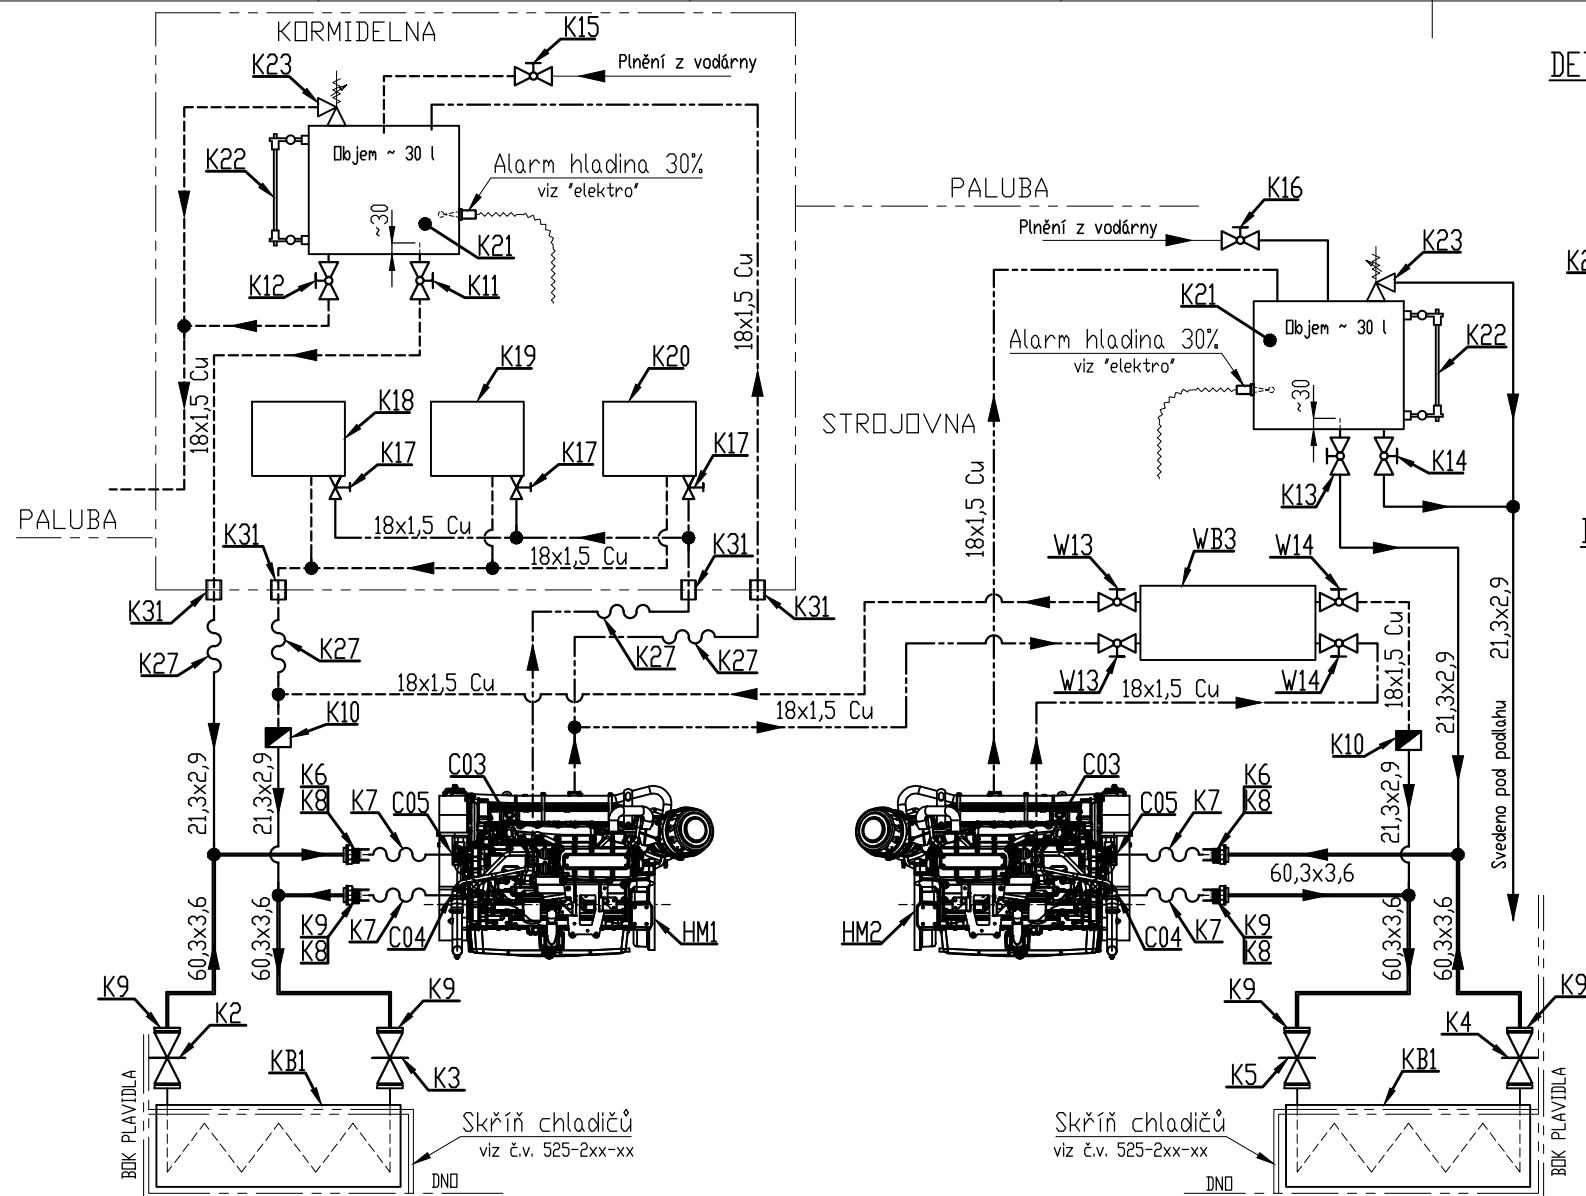 KORMIDELNA
K15
Plnění z vodárny
DE
K23
Objem ~ 30 l
K22
Alarm hladina 30%
viz "elektro"
~30
K21
K12
K11
18x1,5 Cu
18x1,5 Cu
PALUBA
K16
Plnění z vodárny
K23
K2
K21
Objem ~ 30 l
Alarm hladina 30%
viz "elektro"
K22
~30
STROJOVNA
K14
K13
K19
K20
K18
K17
K17
K17
18x1,5 Cu
18x1,5 Cu
18x1,5 Cu
PALUBA
K31
K31
K31
K31
K27
K27
K27
K27
W13
WB3
W14
W13
W14
18x1,5 Cu
18x1,5 Cu
18x1,5 Cu
18x1,5 Cu
21,3x2,9
21,3x2,9
Svedeno pod podlahu
K10
K10
21,3x2,9
21,3x2,9
21,3x2,9
K6
K8
K7
C05
C03
C03
C05
K7
K6
K8
60,3x3,6
K9
K8
K7
C04
HM1
HM2
C04
K7
K9
K8
60,3x3,6
60,3x3,6
60,3x3,6
60,3x3,6
K9
K2
K9
K3
KB1
K9
K5
K9
K4
KB1
BOK PLAVIDLA
Skříň chladičů
viz č.v. 525-2xx-xx
DNO
Skříň chladičů
viz č.v. 525-2xx-xx
DNO
BOK PLAVIDLA